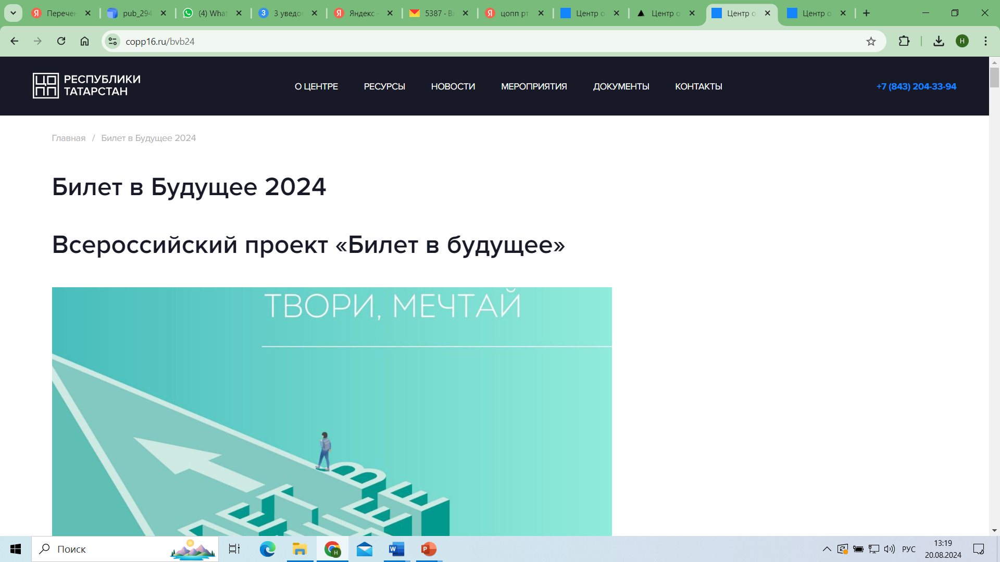 Перечен
pub_294
(4) What
3 уведо
Яндекс -
5387 · Вх
цопп рт
Центр о
Центр о
Центр о
Центр о
copp16.ru/bvb24
Н
ЦОПП
РЕСПУБЛИКИ
ТАТАРСТАН
О ЦЕНТРЕ
РЕСУРСЫ
НОВОСТИ
МЕРОПРИЯТИЯ
ДОКУМЕНТЫ
КОНТАКТЫ
+7 (843) 204-33-94
Главная / Билет в Будущее 2024
Билет в Будущее 2024
Всероссийский проект «Билет в будущее»
ТВОРИ, МЕЧТАЙ
Поиск
РУС
13:19
20.08.2024